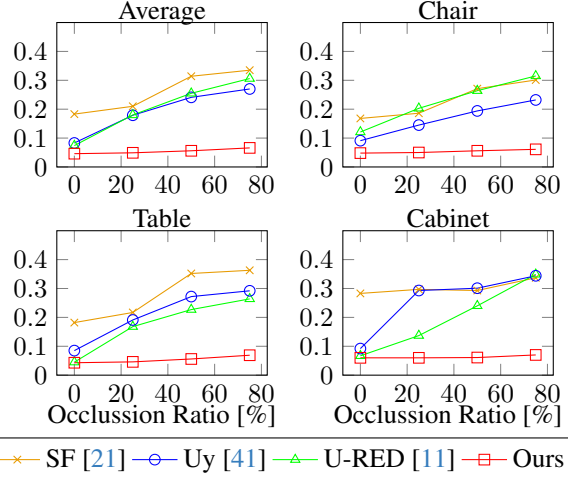 Average Chair
0.4 0.4
0.3 0.3
0.2 0.2
0.1 0.1
0 0
0 20 40 60 80 0 20 40 60 80
Table Cabinet
0.4 0.4
0.3 0.3
0.2 0.2
0.1 0.1
0 0
0 20 40 60 80 0 20 40 60 80
Occlussion Ratio [%] Occlussion Ratio [%]
SF [21] Uy [41] U-RED [11] Ours